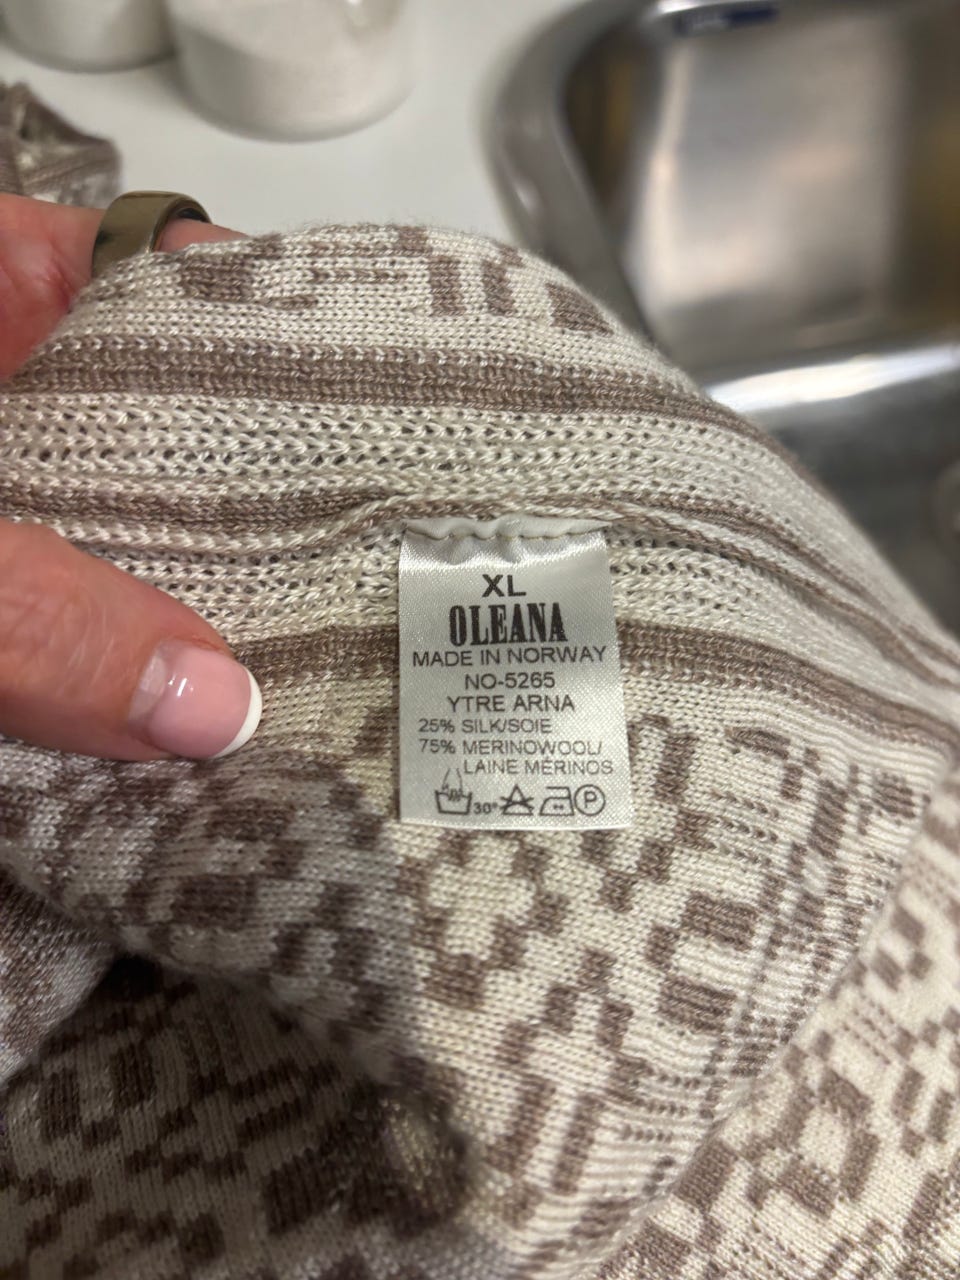 XL
OLEANA
MADE IN NORWAY
NO-5265
YTRE ARNA
25% SILK/SOIE
75% MERINOWOOL/
LAINE MERINOS
30° P